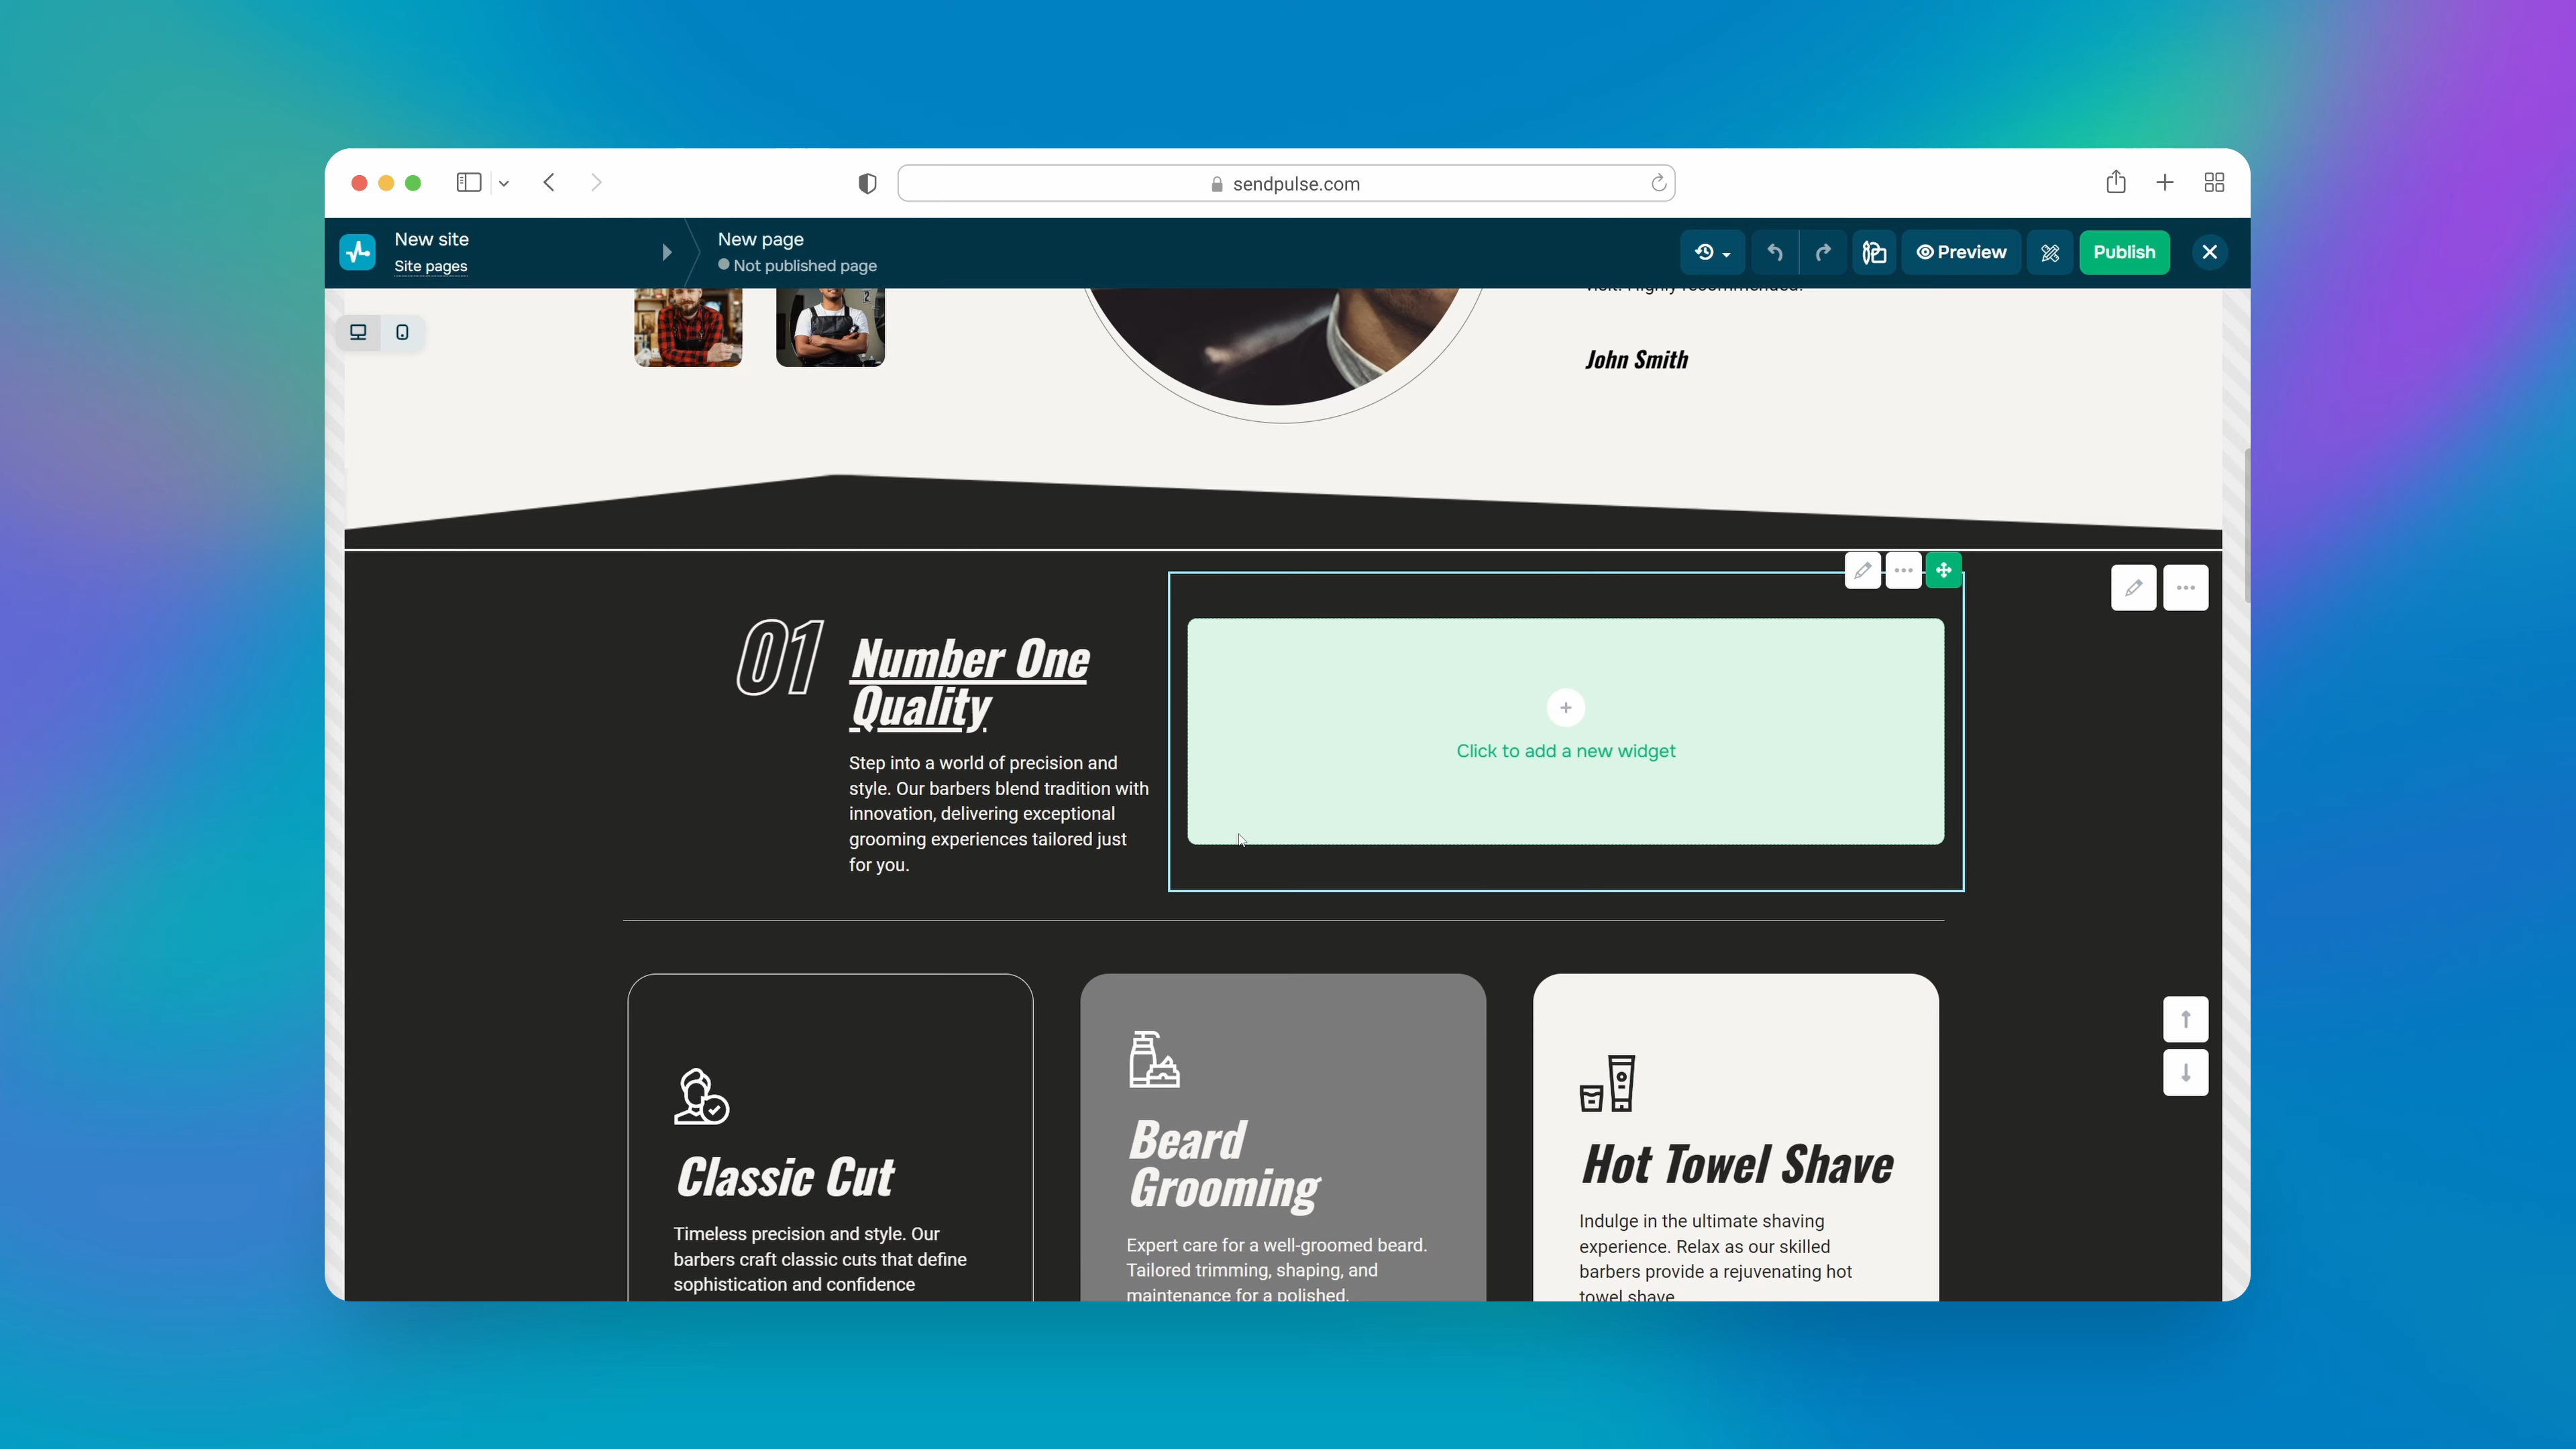 sendpulse.com
New site
Site pages
New page
Not published page
Preview
Publish
visit. Highly recommended!
John Smith
01
Number One
Quality
Step into a world of precision and
style. Our barbers blend tradition with
innovation, delivering exceptional
grooming experiences tailored just
for you.
Click to add a new widget
Classic Cut
Timeless precision and style. Our
barbers craft classic cuts that define
sophistication and confidence
Beard
Grooming
Expert care for a well-groomed beard.
Tailored trimming, shaping, and
maintenance for a polished.
Hot Towel Shave
Indulge in the ultimate shaving
experience. Relax as our skilled
barbers provide a rejuvenating hot
towel shave